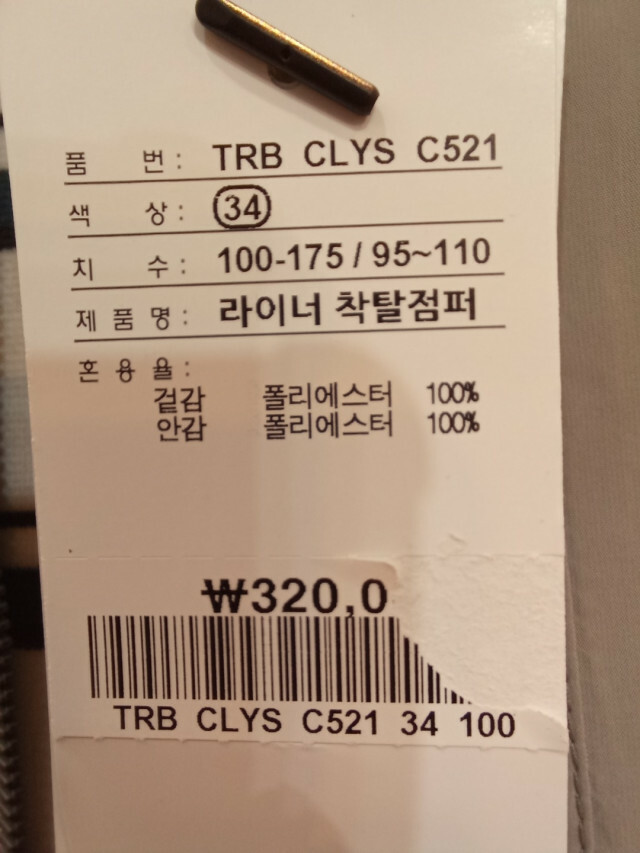 품 번 : TRB CLYS C521
색 상 : 34
치 수 : 100-175 / 95~110
제 품 명 : 라이너 착탈점퍼
혼 용 율 :
겉감 폴리에스터 100%
안감 폴리에스터 100%
₩320,0
TRB CLYS C521 34 100